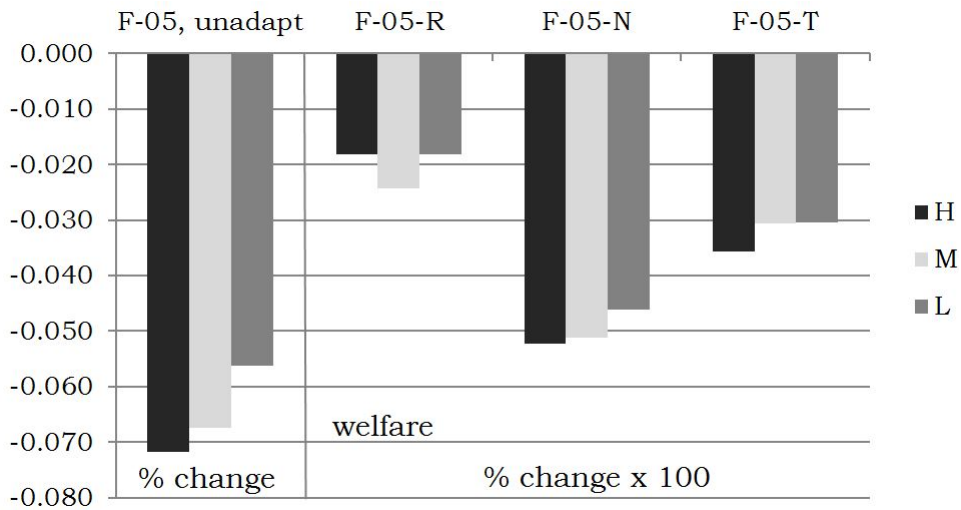 F-05, unadapt F-05-R F-05-N F-05-T
0.000
-0.010
-0.020
-0.030
-0.040
-0.050
-0.060
-0.070
-0.080
H
M
L
welfare
% change % change x 100